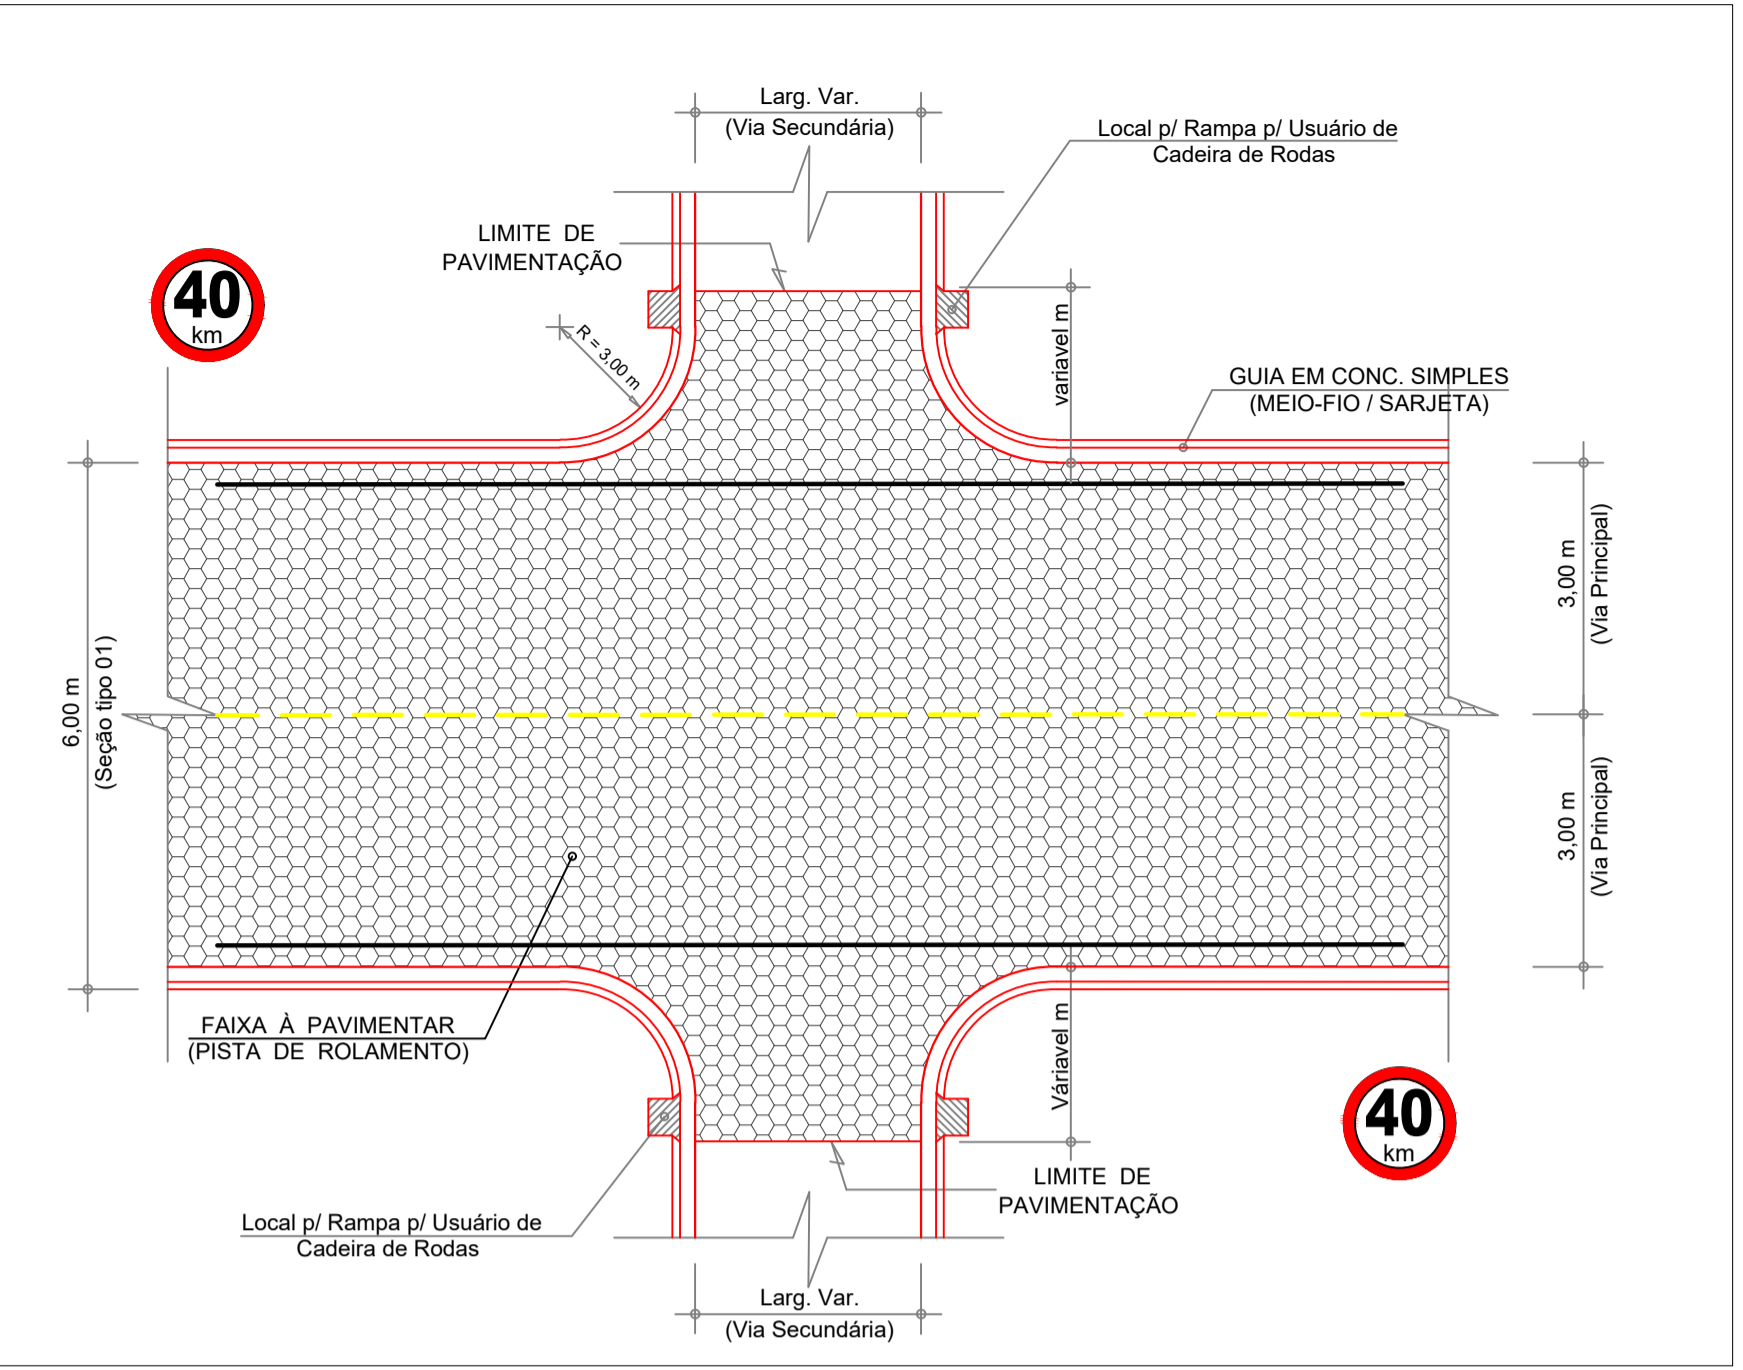 Larg. Var.
(Via Secundária)
Local p/ Rampa p/ Usuário de
Cadeira de Rodas
LIMITE DE
PAVIMENTAÇÃO
40
km
R = 3,00 m
variavel m
GUIA EM CONC. SIMPLES
(MEIO-FIO / SARJETA)
3,00 m
(Via Principal)
6,00 m
(Seção tipo 01)
3,00 m
(Via Principal)
FAIXA À PAVIMENTAR
(PISTA DE ROLAMENTO)
Váriavel m
40
km
LIMITE DE
PAVIMENTAÇÃO
Local p/ Rampa p/ Usuário de
Cadeira de Rodas
Larg. Var.
(Via Secundária)